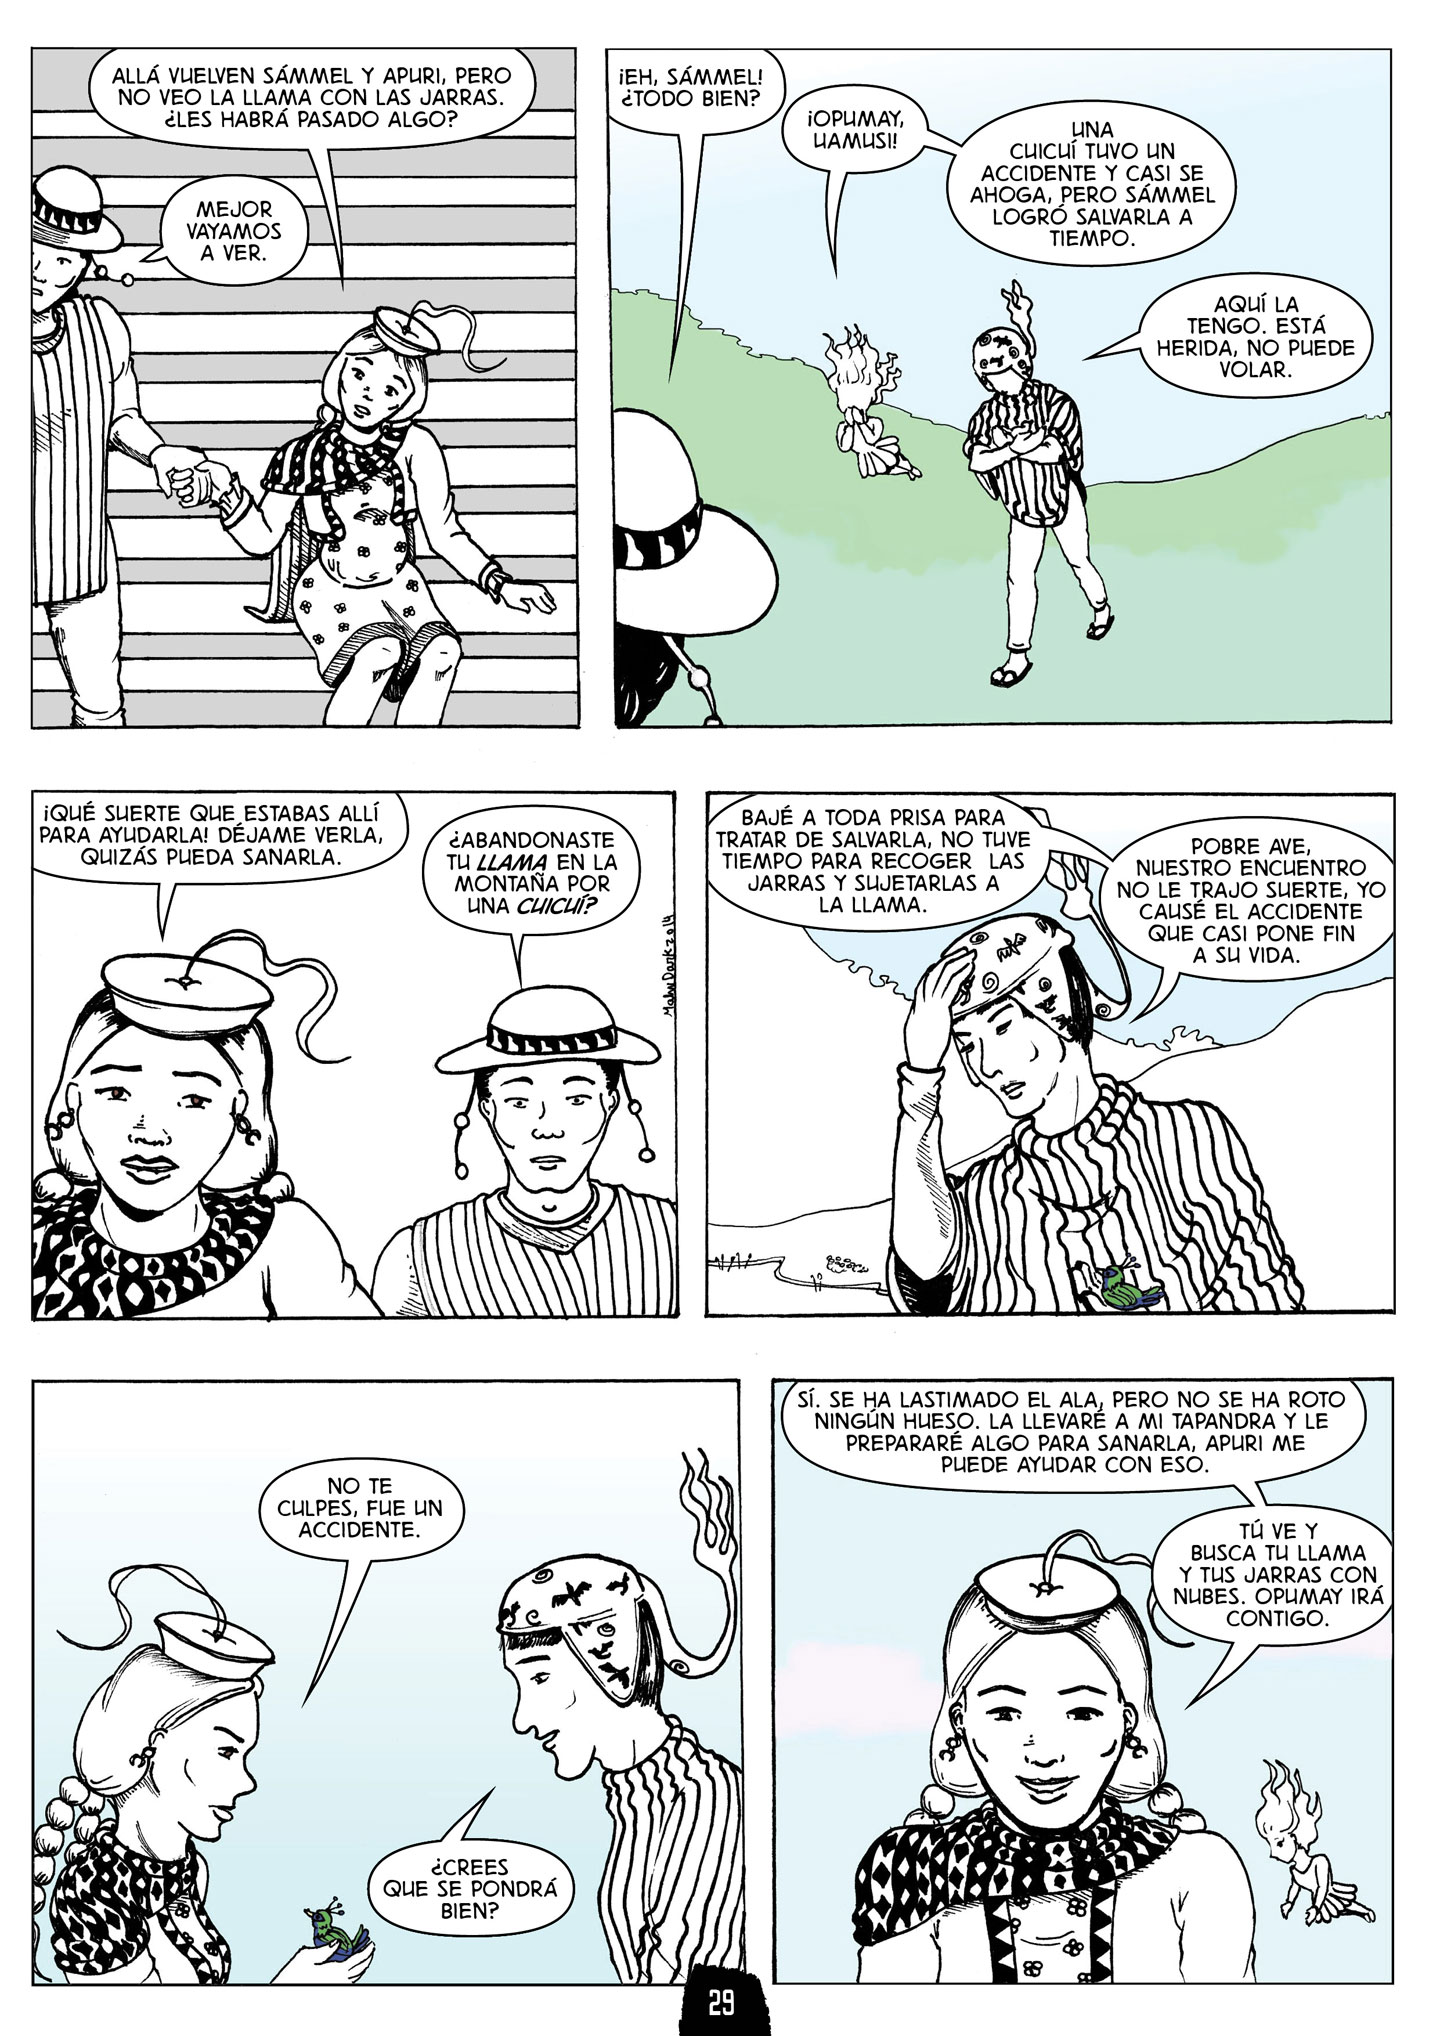 ALLÁ VUELVEN SÁMMEL Y APURI, PERO
NO VEO LA LLAMA CON LAS JARRAS.
¿LES HABRÁ PASADO ALGO?
MEJOR
VAYAMOS
A VER.
¡EH, SÁMMEL!
¿TODO BIEN?
¡OPUMAY,
UAMUSI!
UNA
CUICUÍ TUVO UN
ACCIDENTE Y CASI SE
AHOGA, PERO SÁMMEL
LOGRÓ SALVARLA A
TIEMPO.
AQUÍ LA
TENGO. ESTÁ
HERIDA, NO PUEDE
VOLAR.
¡QUÉ SUERTE QUE ESTABAS ALLÍ
PARA AYUDARLA! DÉJAME VERLA,
QUIZÁS PUEDA SANARLA.
¿ABANDONASTE
TU LLAMA EN LA
MONTAÑA POR
UNA CUICUÍ?
BAJÉ A TODA PRISA PARA
TRATAR DE SALVARLA, NO TUVE
TIEMPO PARA RECOGER LAS
JARRAS Y SUJETARLAS A
LA LLAMA.
POBRE AVE,
NUESTRO ENCUENTRO
NO LE TRAJO SUERTE, YO
CAUSÉ EL ACCIDENTE
QUE CASI PONE FIN
A SU VIDA.
NO TE
CULPES, FUE UN
ACCIDENTE.
¿CREES
QUE SE PONDRÁ
BIEN?
SÍ. SE HA LASTIMADO EL ALA, PERO NO SE HA ROTO
NINGÚN HUESO. LA LLEVARÉ A MI TAPANDRA Y LE
PREPARARÉ ALGO PARA SANARLA, APURI ME
PUEDE AYUDAR CON ESO.
TÚ VE Y
BUSCA TU LLAMA
Y TUS JARRAS CON
NUBES. OPUMAY IRÁ
CONTIGO.
29